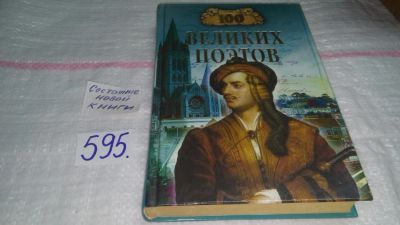 Состояние
новой
книги
595.
100
ВЕЛИКИХ
ПОЭТОВ